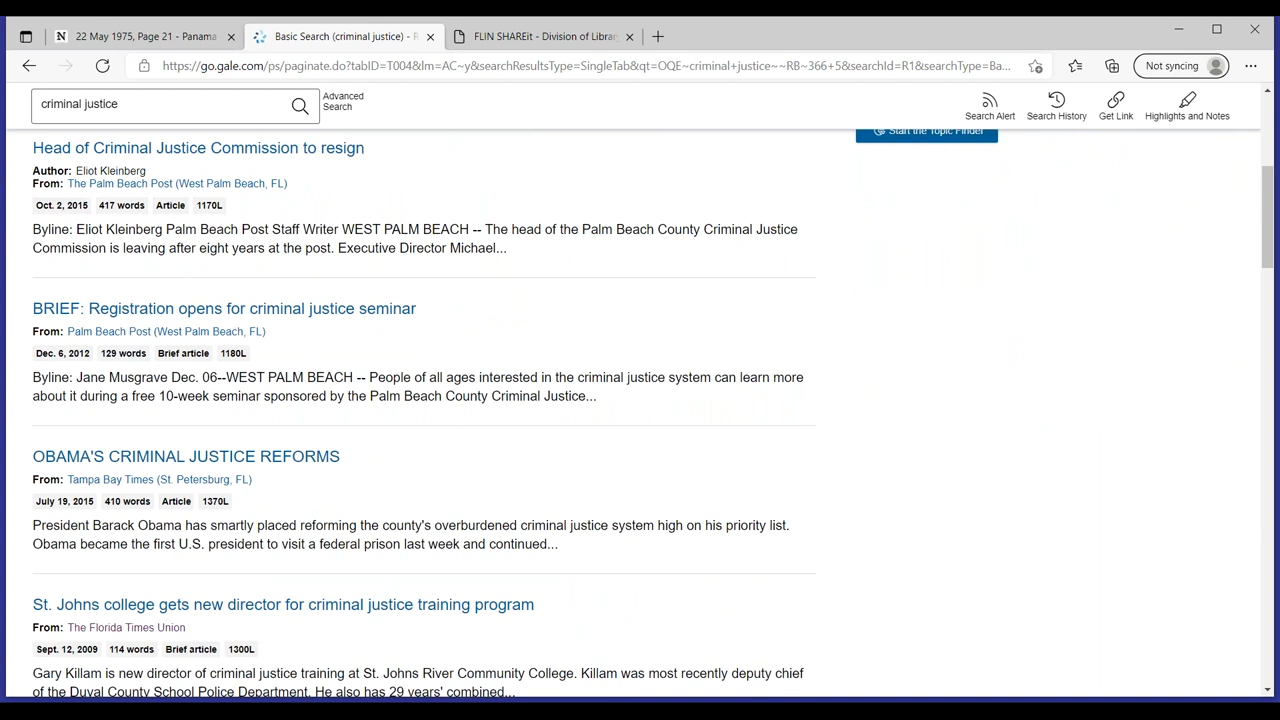 22 May 1975, Page 21 - Panama
Basic Search (criminal justice) - R
FLIN SHAREit - Division of Librar
https://go.gale.com/ps/paginate.do?tabID=T004&lm=AC~y&searchResultsType=SingleTab&qt=OQE~criminal+justice~~RB~366+5&searchId=R1&searchType=Ba...
Not syncing
criminal justice
Advanced
Search
Search Alert
Search History
Get Link
Highlights and Notes
Start the Topic Finder
Head of Criminal Justice Commission to resign
Author: Eliot Kleinberg
From: The Palm Beach Post (West Palm Beach, FL)
Oct. 2, 2015 417 words Article 1170L
Byline: Eliot Kleinberg Palm Beach Post Staff Writer WEST PALM BEACH -- The head of the Palm Beach County Criminal Justice
Commission is leaving after eight years at the post. Executive Director Michael...
BRIEF: Registration opens for criminal justice seminar
From: Palm Beach Post (West Palm Beach, FL)
Dec. 6, 2012 129 words Brief article 1180L
Byline: Jane Musgrave Dec. 06--WEST PALM BEACH -- People of all ages interested in the criminal justice system can learn more
about it during a free 10-week seminar sponsored by the Palm Beach County Criminal Justice...
OBAMA'S CRIMINAL JUSTICE REFORMS
From: Tampa Bay Times (St. Petersburg, FL)
July 19, 2015 410 words Article 1370L
President Barack Obama has smartly placed reforming the county's overburdened criminal justice system high on his priority list.
Obama became the first U.S. president to visit a federal prison last week and continued...
St. Johns college gets new director for criminal justice training program
From: The Florida Times Union
Sept. 12, 2009 114 words Brief article 1300L
Gary Killam is new director of criminal justice training at St. Johns River Community College. Killam was most recently deputy chief
of the Duval County School Police Department. He also has 29 years' combined...